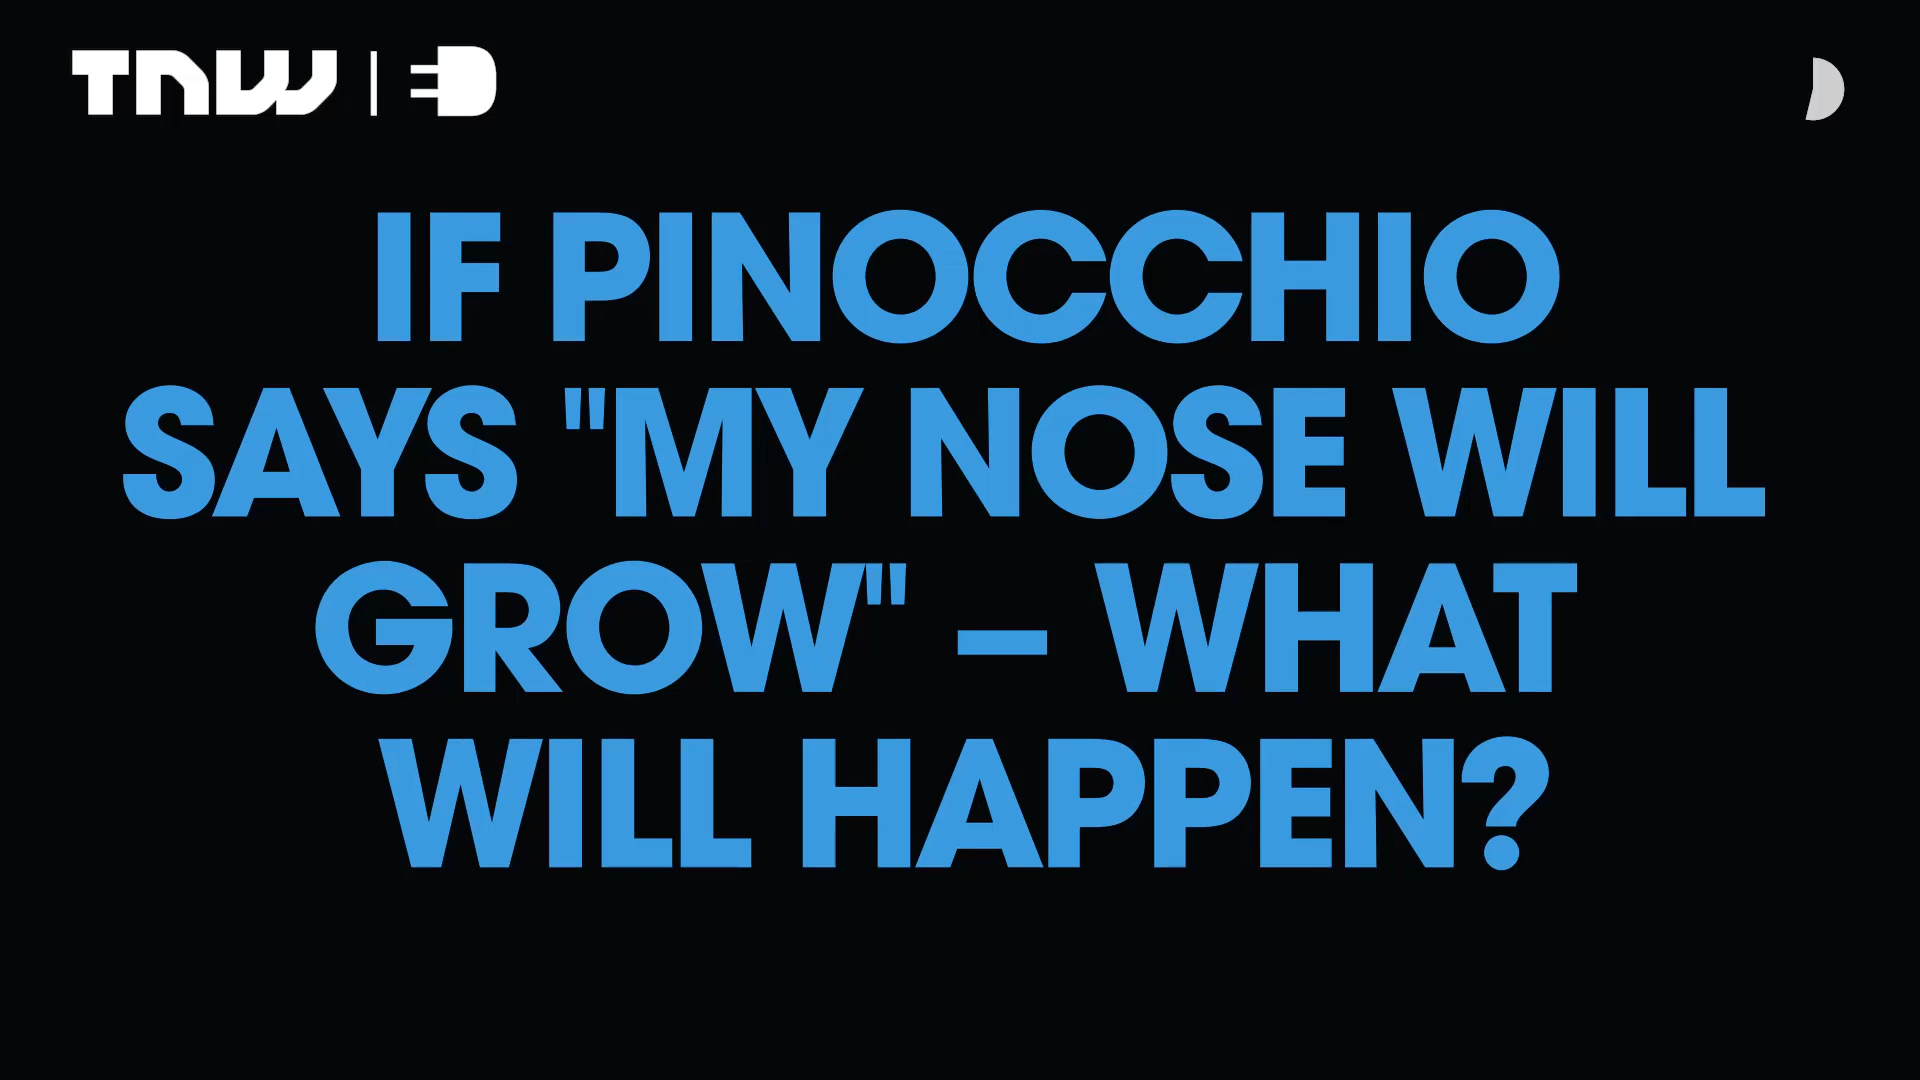 TNW
IF PINOCCHIO
SAYS "MY NOSE WILL
GROW" – WHAT
WILL HAPPEN?